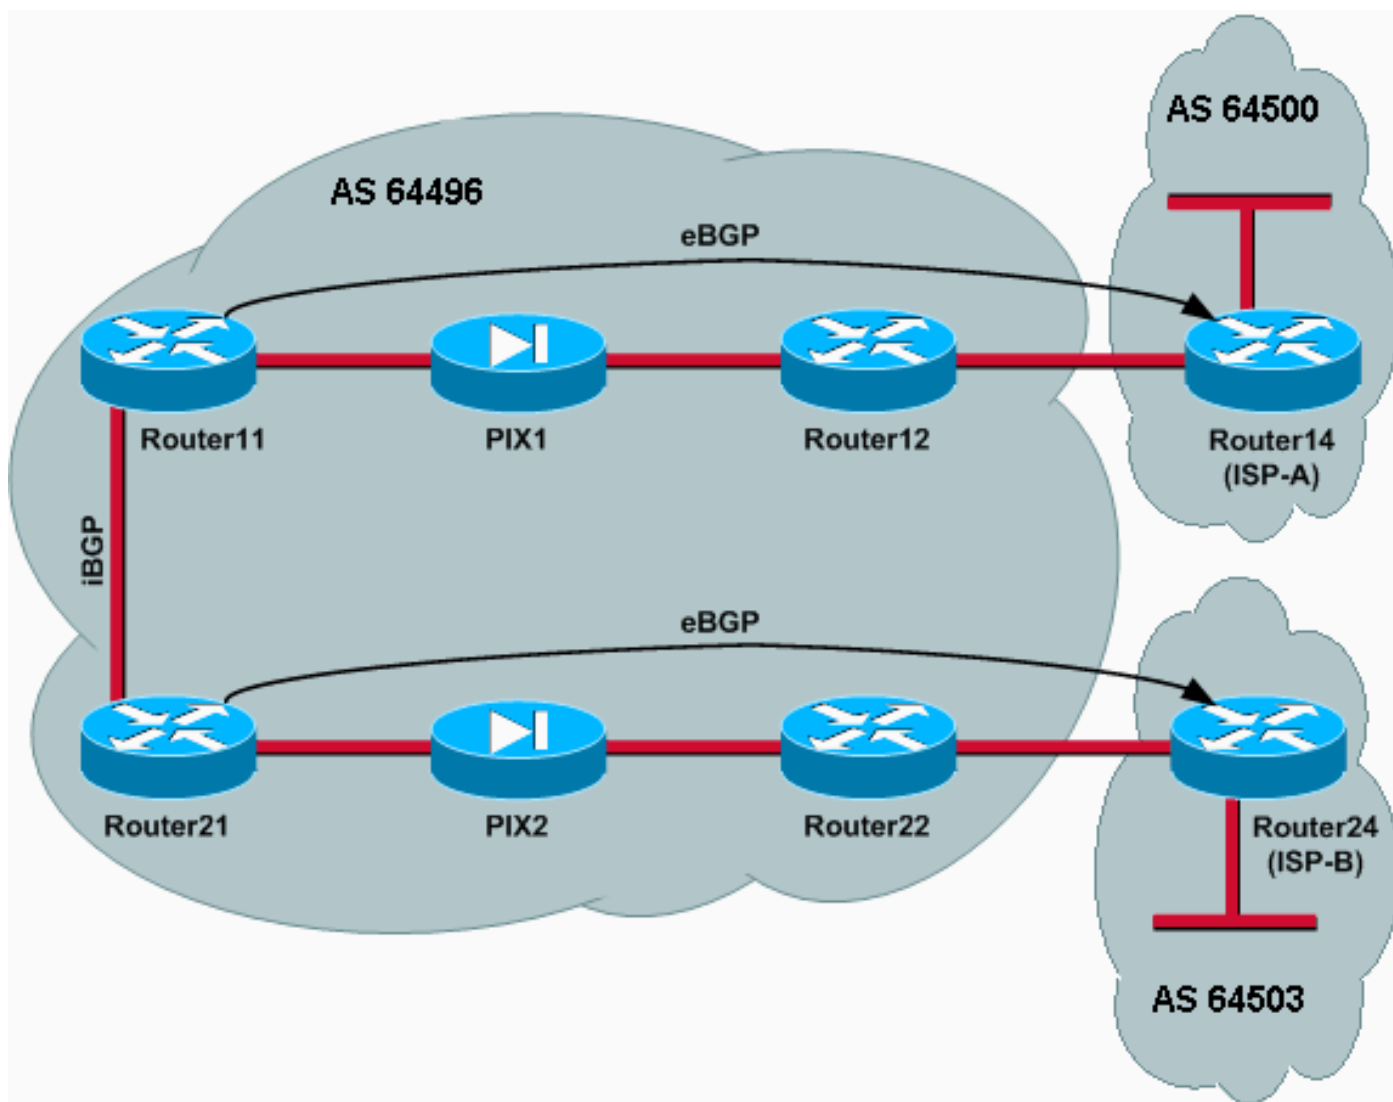 AS 64500
AS 64496
eBGP
Router11
PIX1
Router12
Router14
(ISP-A)
iBGP
eBGP
Router21
PIX2
Router22
Router24
(ISP-B)
AS 64503